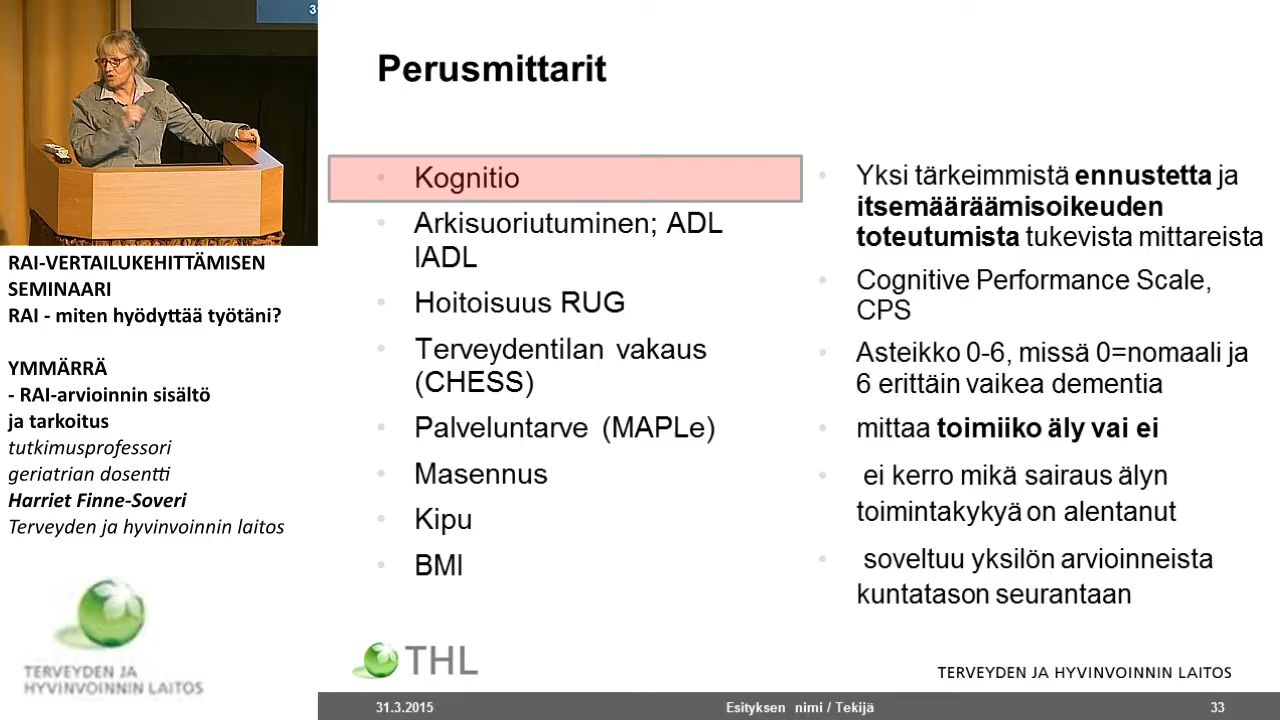 RAI-VERTAILUKEHITTÄMISEN
SEMINAARI
RAI - miten hyödyttää työtäni?
YMMÄRRÄ
- RAI-arvioinnin sisältö
ja tarkoitus
tutkimusprofessori
geriatrian dosentti
Harriet Finne-Soveri
Terveyden ja hyvinvoinnin laitos
TERVEYDEN JA
HYVINVOINNIN LAITOS
Perusmittarit
Kognitio
Arkisuoriutuminen; ADL
IADL
Hoitoisuus RUG
Terveydentilan vakaus
(CHESS)
Palveluntarve (MAPLe)
Masennus
Kipu
BMI
Yksi tärkeimmistä ennustetta ja
itsemääräämisoikeuden
toteutumista tukevista mittareista
Cognitive Performance Scale,
CPS
Asteikko 0-6, missä 0=nomaali ja
6 erittäin vaikea dementia
mittaa toimiiko äly vai ei
ei kerro mikä sairaus älyn
toimintakykyä on alentanut
soveltuu yksilön arvioinneista
kuntatason seurantaan
THL
TERVEYDEN JA HYVINVOINNIN LAITOS
31.3.2015
Esityksen nimi / Tekijä
33